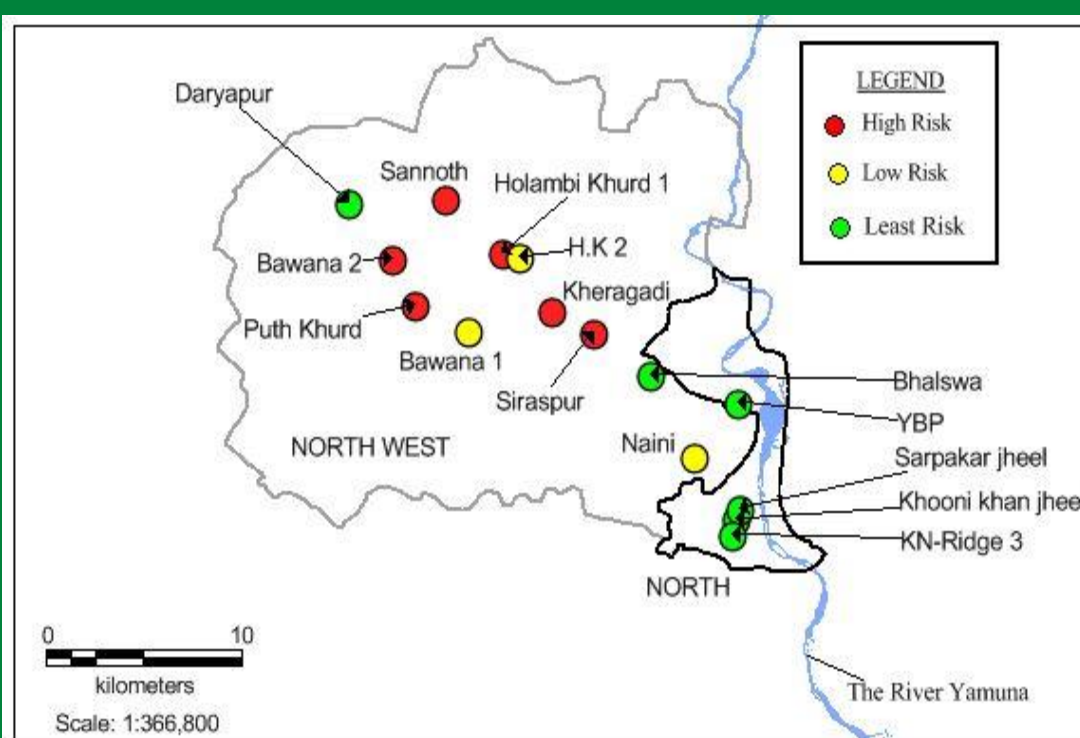 Daryapur
Sannoth
Holambi Khurd 1
H.K 2
Bawana 2
Kheragadi
Puth Khurd
Bawana 1
Siraspur
Bhalswa
YBP
Naini
NORTH WEST
Sarpakar jheel
Khooni khan jhee
KN-Ridge 3
NORTH
The River Yamuna
LEGEND
High Risk
Low Risk
Least Risk
0 10
kilometers
Scale: 1:366,800